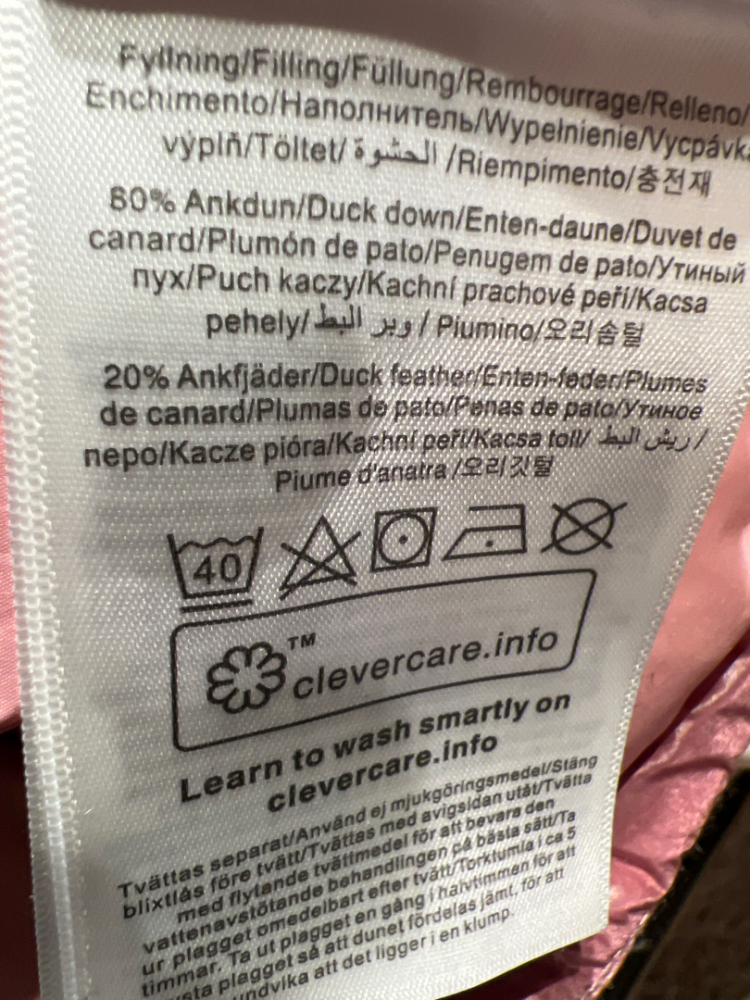 Fyllning/Filling/Füllung/Rembourrage/Relleno/
Enchimento/Наполнитель/Wypełnienie/Vycpávk
výplň/Töltet/ الحشوة /Riempimento/충전재
80% Ankdun/Duck down/Enten-daune/Duvet de
canard/Plumón de pato/Penugem de pato/Утиный
пух/Puch kaczy/Kachní prachové peří/Kacsa
pehely/ وبر البط / Piumino/오리솜털
20% Ankfjäder/Duck feather/Enten-feder/Plumes
de canard/Plumas de pato/Penas de pato/Утиное
перо/Kacze pióra/Kachní peří/Kacsa toll/ ريش البط /
Piume d'anatra /오리깃털
40
TM
clevercare.info
Learn to wash smartly on
clevercare.info
Tvättas separat/Använd ej mjukgöringsmedel/Stäng
blixtlås före tvätt/Tvättas med avigsidan utåt/Tvätta
med flytande tvättmedel för att bevara den
vattenavstötande behandlingen på bästa sätt/Ta
ur plagget omedelbart efter tvätt/Torktumla i ca 5
timmar. Ta ut plagget en gång i halvtimmen för att
plagget så att dunet fördelas jämt, för att
att det ligger i en klump.